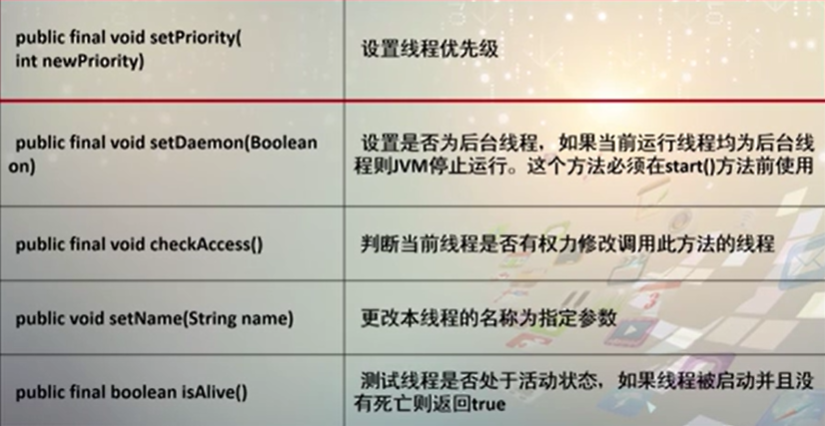 public final void setPriority(
int newPriority)
设置线程优先级
public final void setDaemon(Boolean
on)
设置是否为后台线程，如果当前运行线程均为后台线
程则JVM停止运行。这个方法必须在start()方法前使用
public final void checkAccess()
判断当前线程是否有权力修改调用此方法的线程
public void setName(String name)
更改本线程的名称为指定参数
public final boolean isAlive()
测试线程是否处于活动状态，如果线程被启动并且没
有死亡则返回true